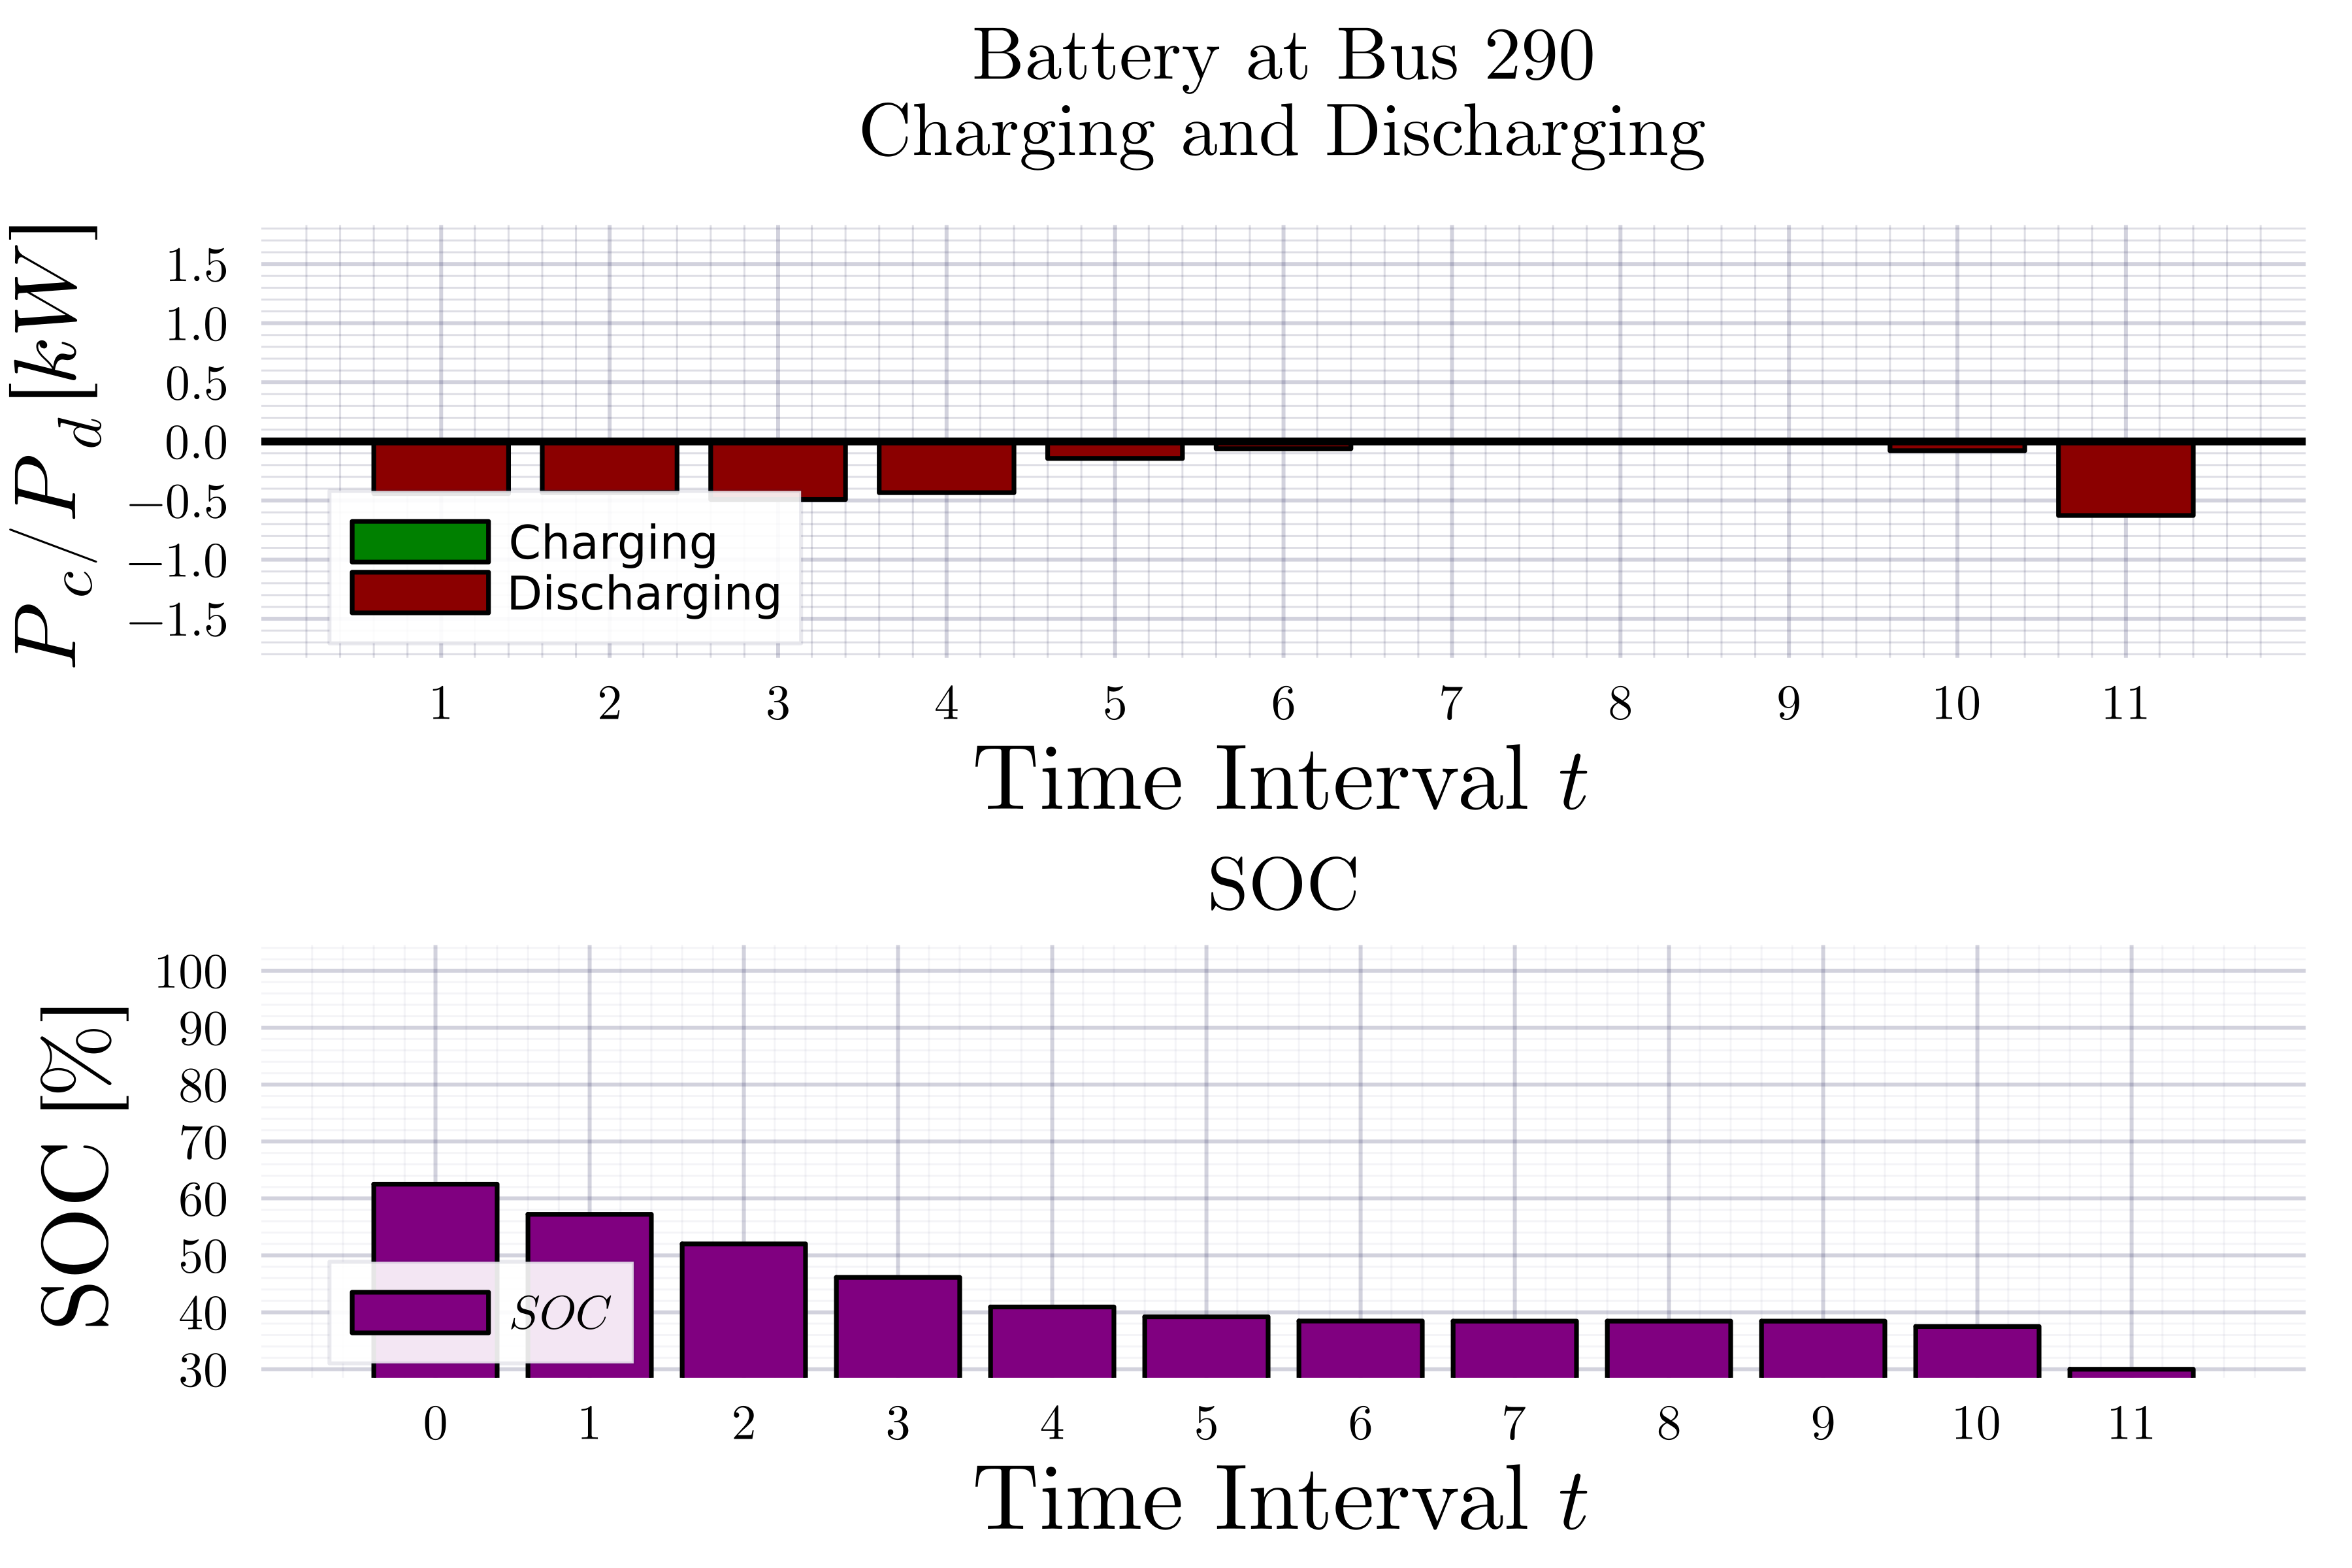 Battery at Bus 290
Charging and Discharging
P_c / P_d [kW]
1.5
1.0
0.5
0.0
−0.5
−1.0
−1.5
Charging
Discharging
1 2 3 4 5 6 7 8 9 10 11
Time Interval t
SOC
SOC [%]
100
90
80
70
60
50
40
30
SOC
0 1 2 3 4 5 6 7 8 9 10 11
Time Interval t